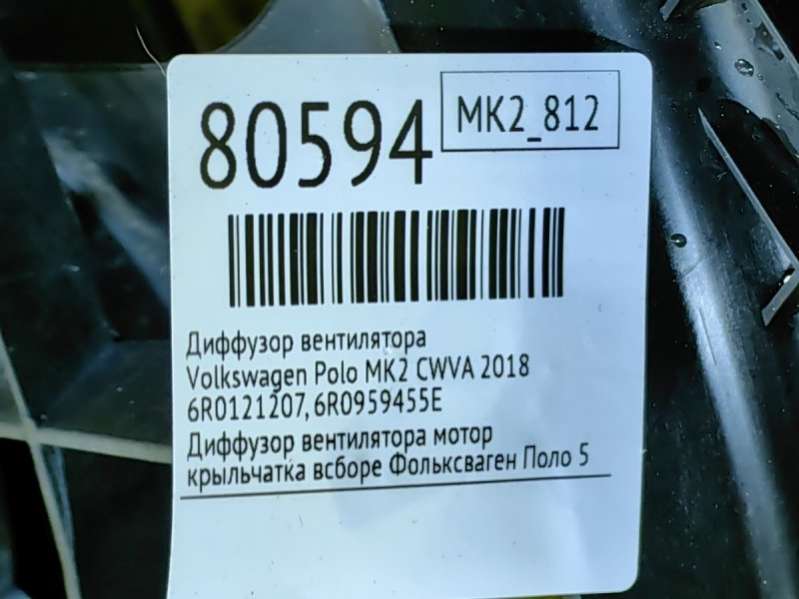 80594
MK2_812
Диффузор вентилятора
Volkswagen Polo MK2 CWVA 2018
6R0121207,6R0959455E
Диффузор вентилятора мотор
крыльчатка всборе Фольксваген Поло 5